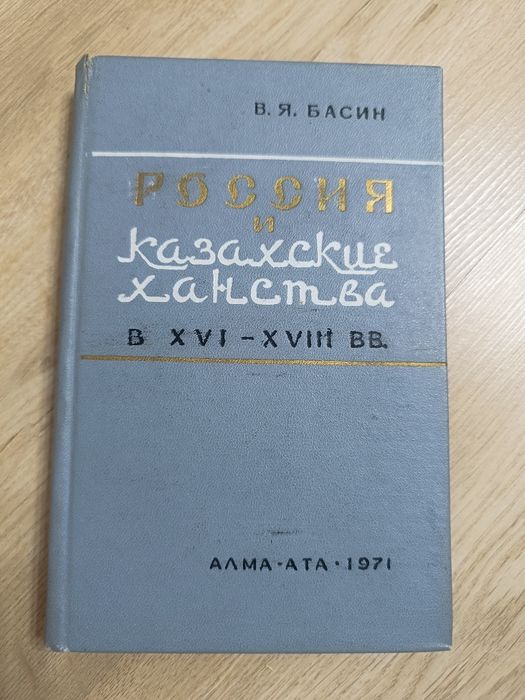 В. Я. БАСИН
РОССИЯ
И
КАЗАХСКИЕ
ХАНСТВА
В XVI – XVIII ВВ.
АЛМА-АТА • 1971